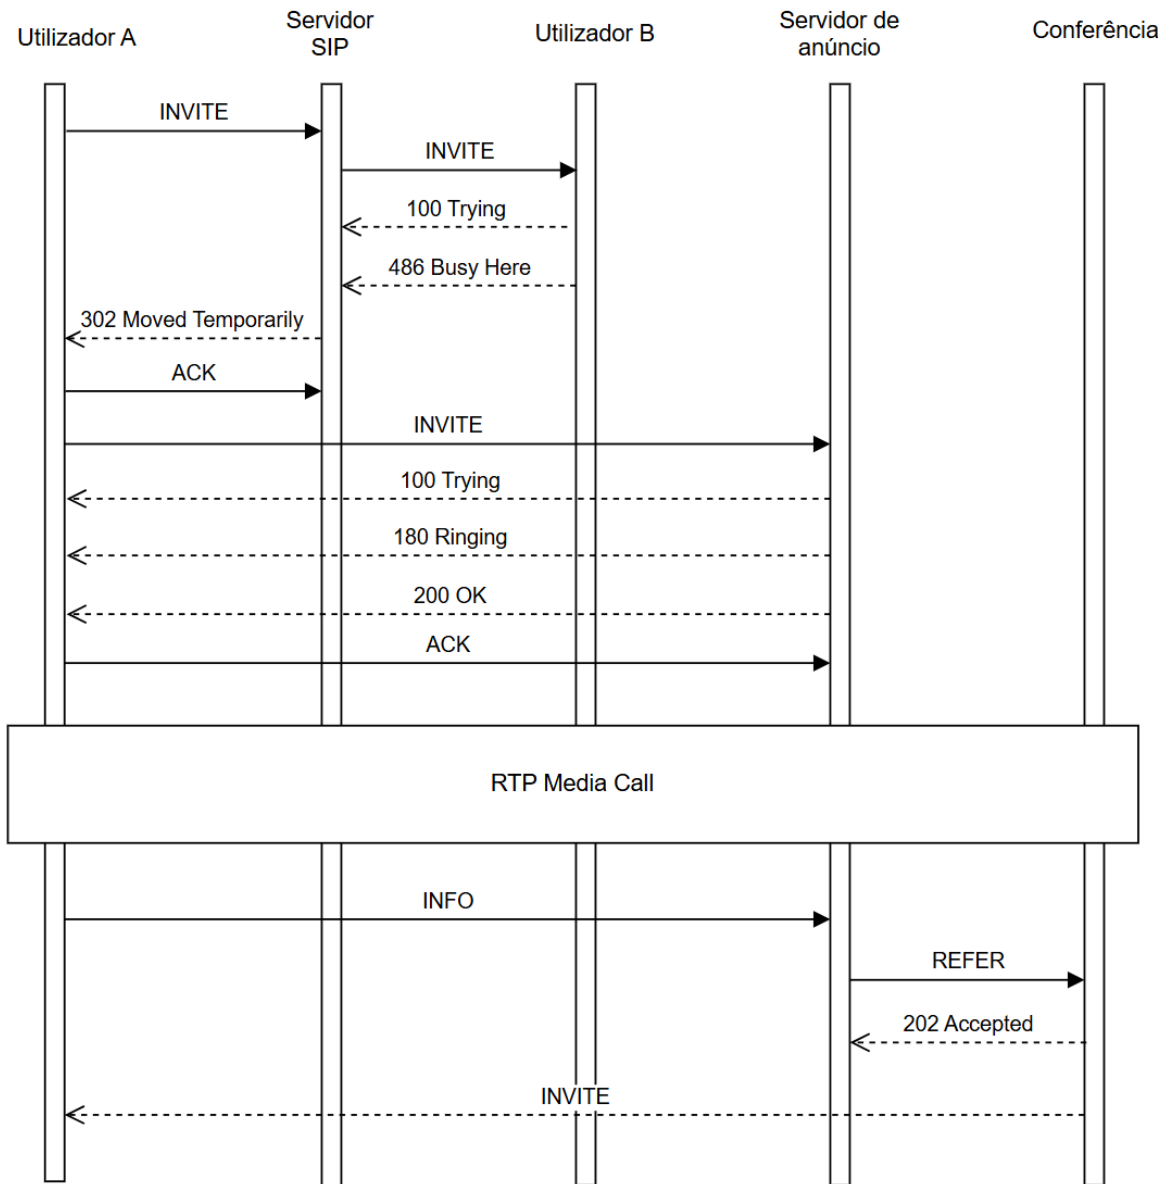 Utilizador A
Servidor
SIP
Utilizador B
Servidor de
anúncio
Conferência
INVITE
INVITE
100 Trying
486 Busy Here
302 Moved Temporarily
ACK
INVITE
100 Trying
180 Ringing
200 OK
ACK
RTP Media Call
INFO
REFER
202 Accepted
INVITE